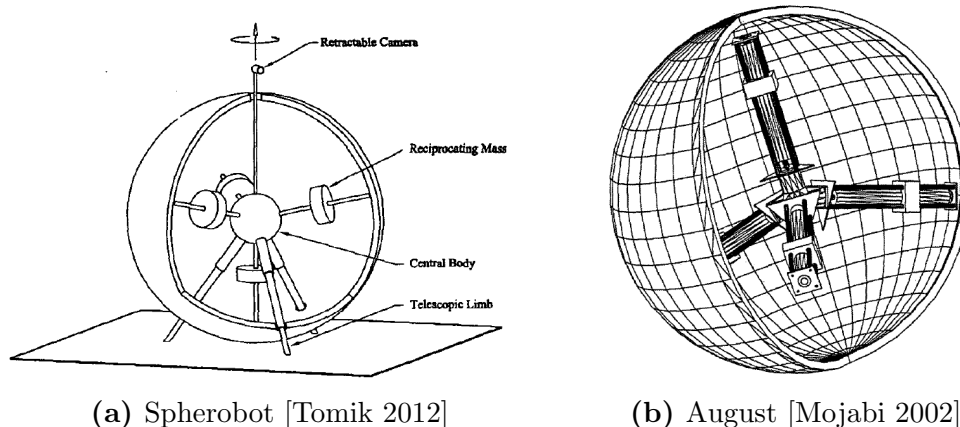 Retractable Camera
Reciprocating Mass
Central Body
Telescopic Limb
(a) Spherobot [Tomik 2012]
(b) August [Mojabi 2002]